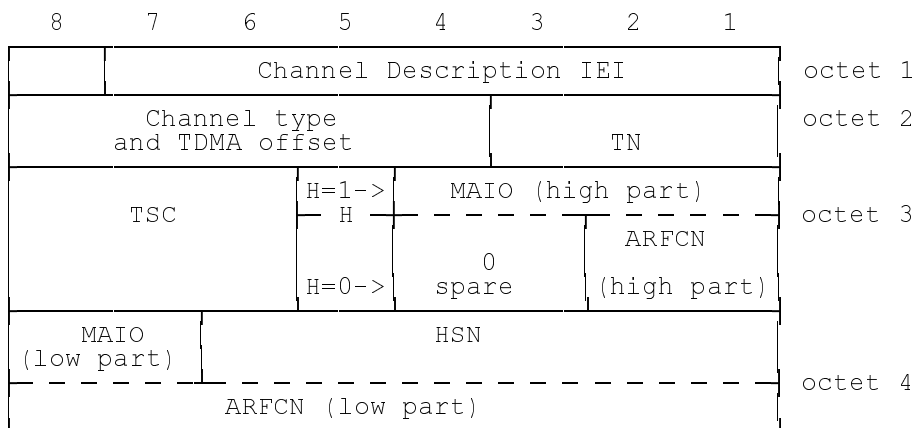 8 7 6 5 4 3 2 1
Channel Description IEI octet 1
Channel type octet 2
and TDMA offset TN
H=1-> MAIO (high part)
TSC H octet 3
ARFCN
0
H=0-> spare (high part)
MAIO HSN
(low part)
octet 4
ARFCN (low part)